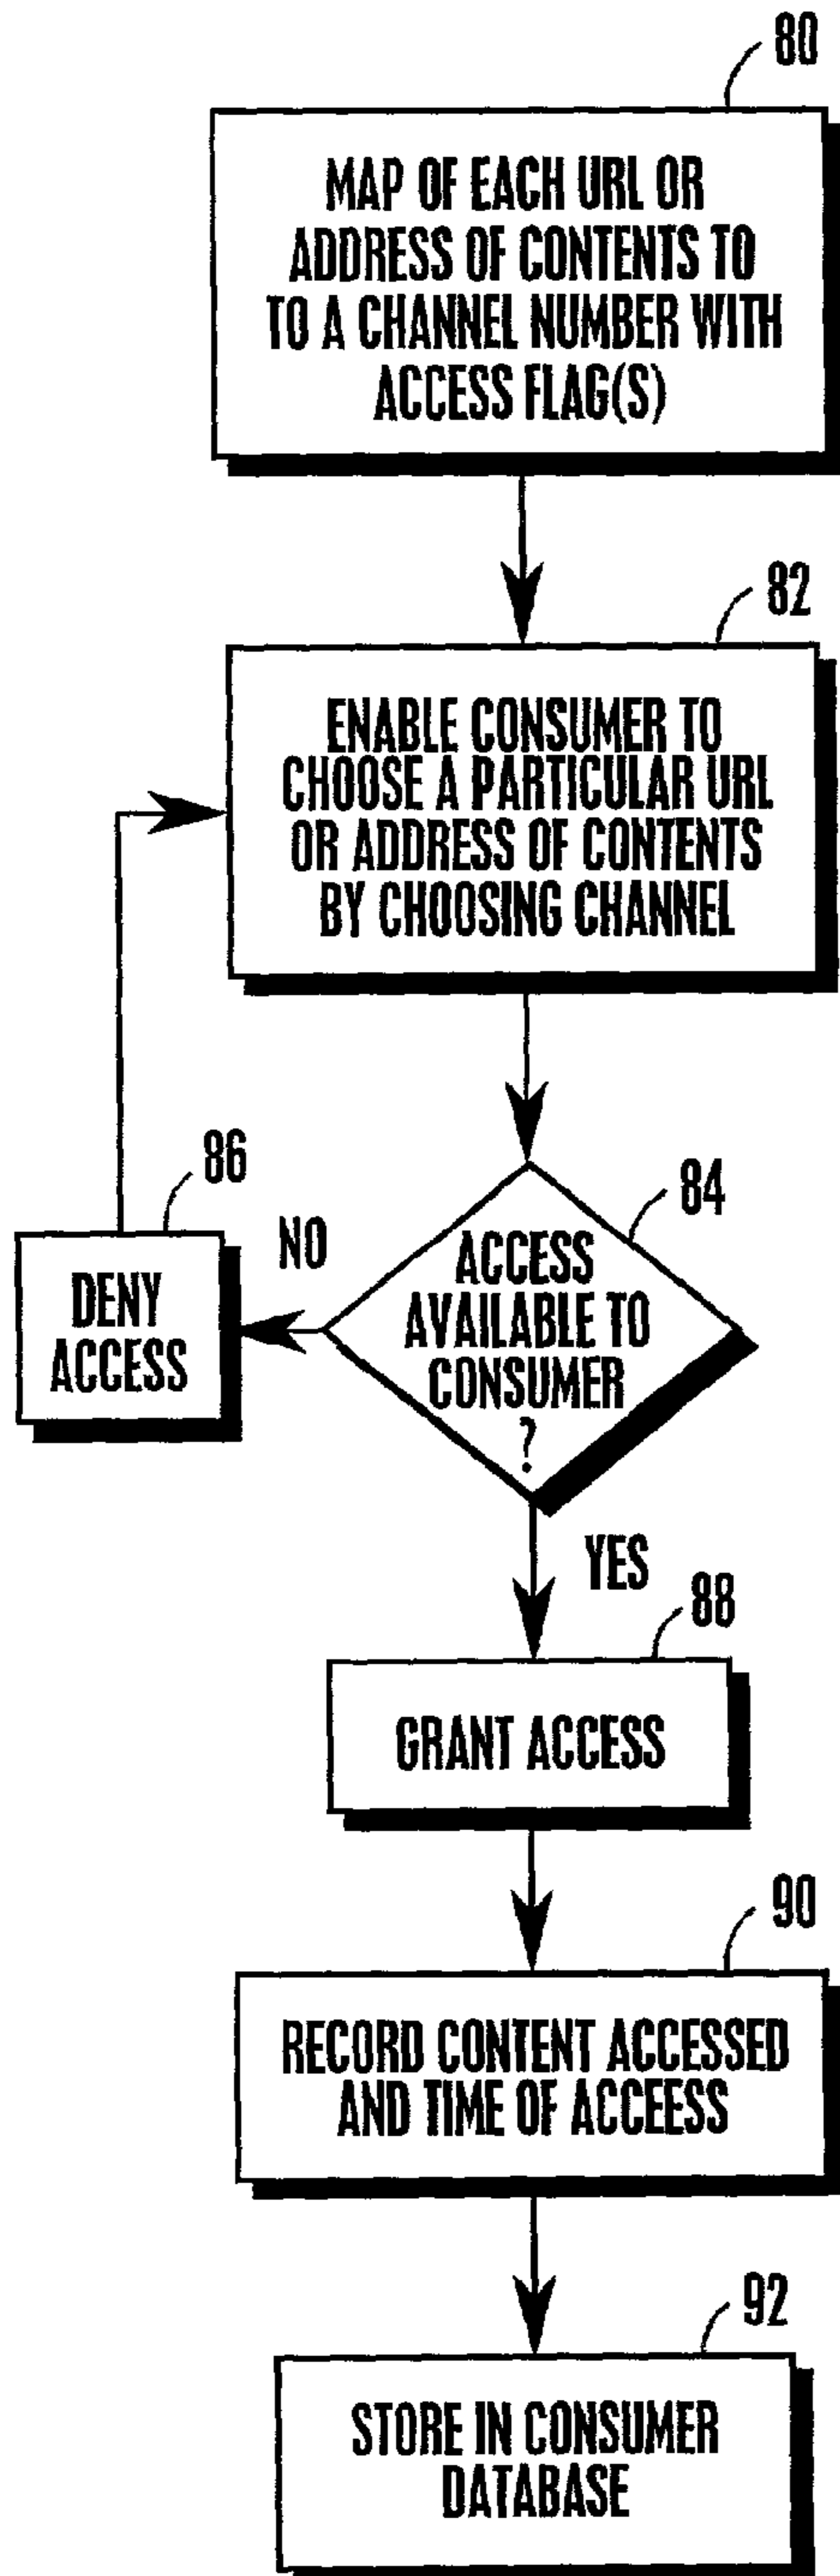 80
MAP OF EACH URL OR
ADDRESS OF CONTENTS TO
TO A CHANNEL NUMBER WITH
ACCESS FLAG(S)
82
ENABLE CONSUMER TO
CHOOSE A PARTICULAR URL
OR ADDRESS OF CONTENTS
BY CHOOSING CHANNEL
84
ACCESS
AVAILABLE TO
CONSUMER
?
NO
86
DENY
ACCESS
YES
88
GRANT ACCESS
90
RECORD CONTENT ACCESSED
AND TIME OF ACCEESS
92
STORE IN CONSUMER
DATABASE